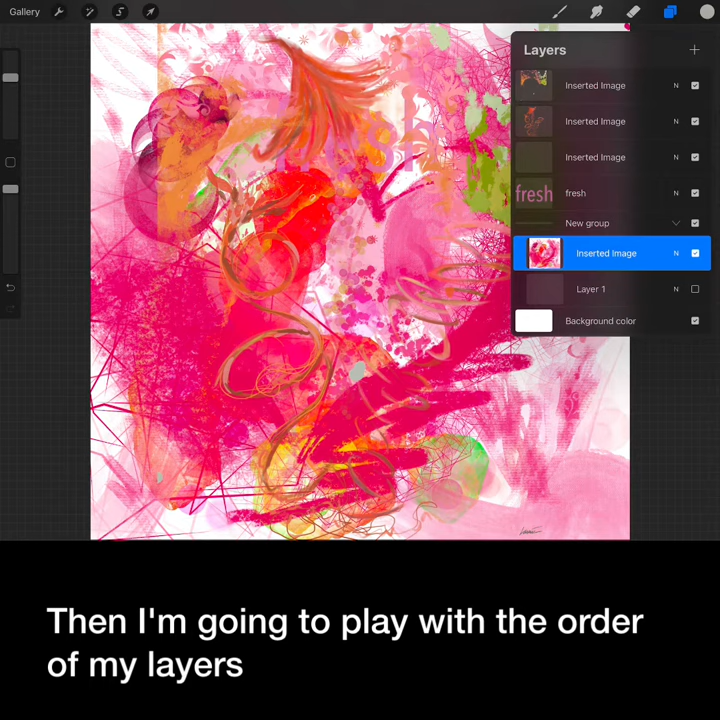 Gallery
Layers
Inserted Image N
Inserted Image N
Inserted Image N
fresh fresh
New group
Inserted Image N
Layer 1 N
Background color
fresh
Then I'm going to play with the order
of my layers